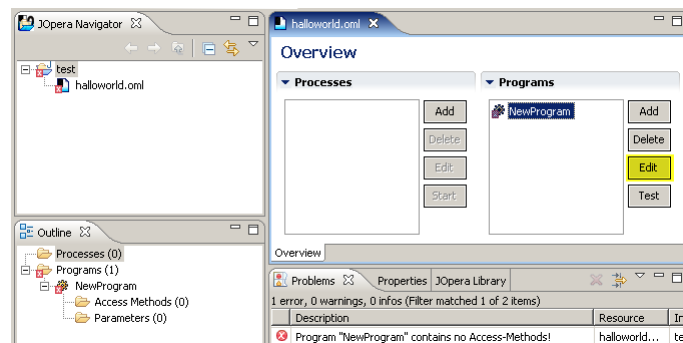 JOpera Navigator
test
halloworld.oml
Outline
Processes (0)
Programs (1)
NewProgram
Access Methods (0)
Parameters (0)
halloworld.oml
Overview
Processes
Add
Delete
Edit
Start
Programs
NewProgram
Add
Delete
Edit
Test
Overview
Problems Properties JOpera Library
1 error, 0 warnings, 0 infos (Filter matched 1 of 2 items)
Description Resource
Program "NewProgram" contains no Access-Methods! halloworld...